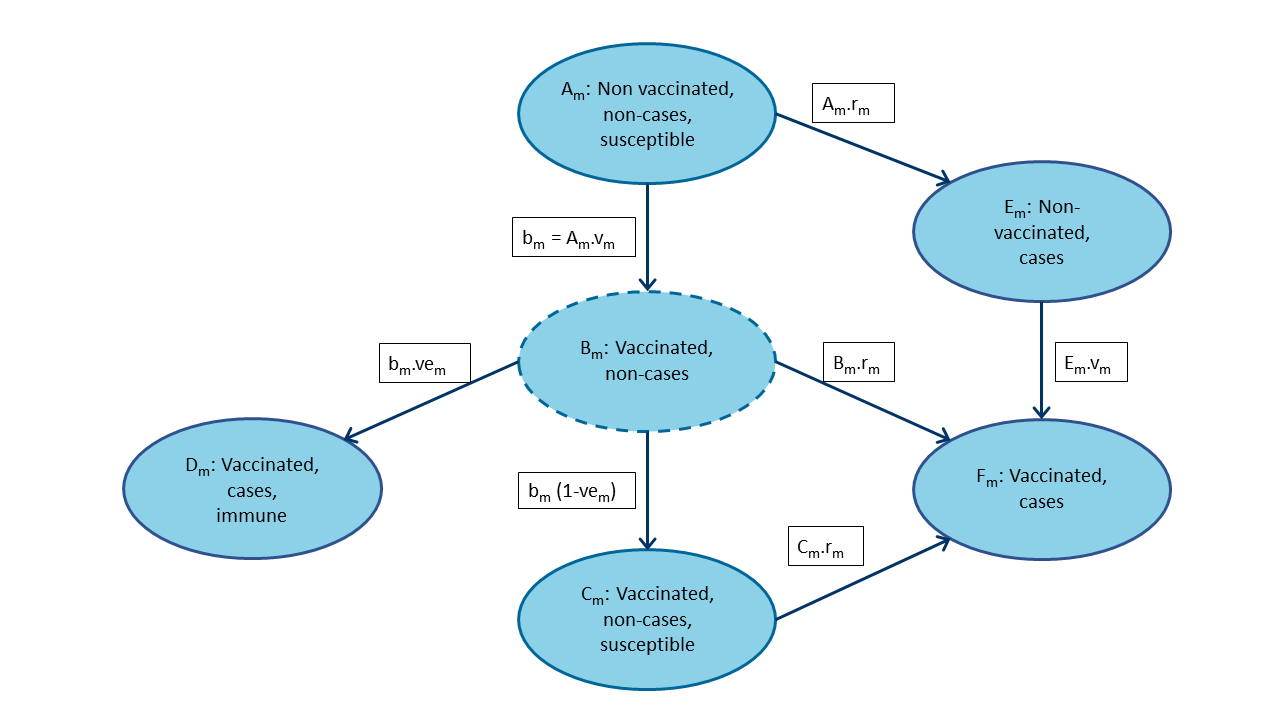 Aₘ: Non vaccinated,
non-cases,
susceptible
Aₘ.rₘ
Eₘ: Non-
vaccinated,
cases
bₘ = Aₘ.vₘ
Bₘ: Vaccinated,
non-cases
bₘ.veₘ
Bₘ.rₘ
Eₘ.vₘ
Dₘ: Vaccinated,
cases,
immune
bₘ (1-veₘ)
Fₘ: Vaccinated,
cases
Cₘ.rₘ
Cₘ: Vaccinated,
non-cases,
susceptible